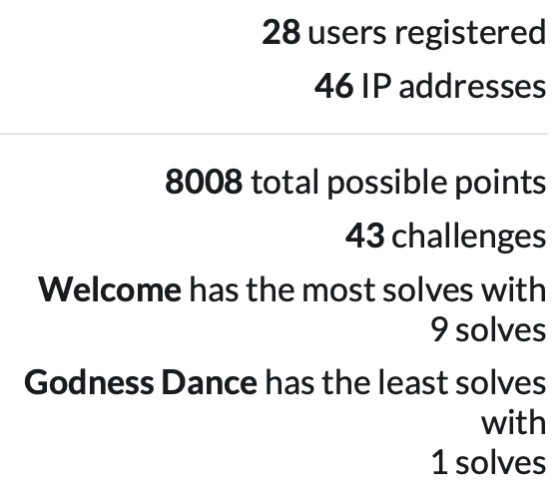 28 users registered
46 IP addresses
8008 total possible points
43 challenges
Welcome has the most solves with
9 solves
Godness Dance has the least solves
with
1 solves